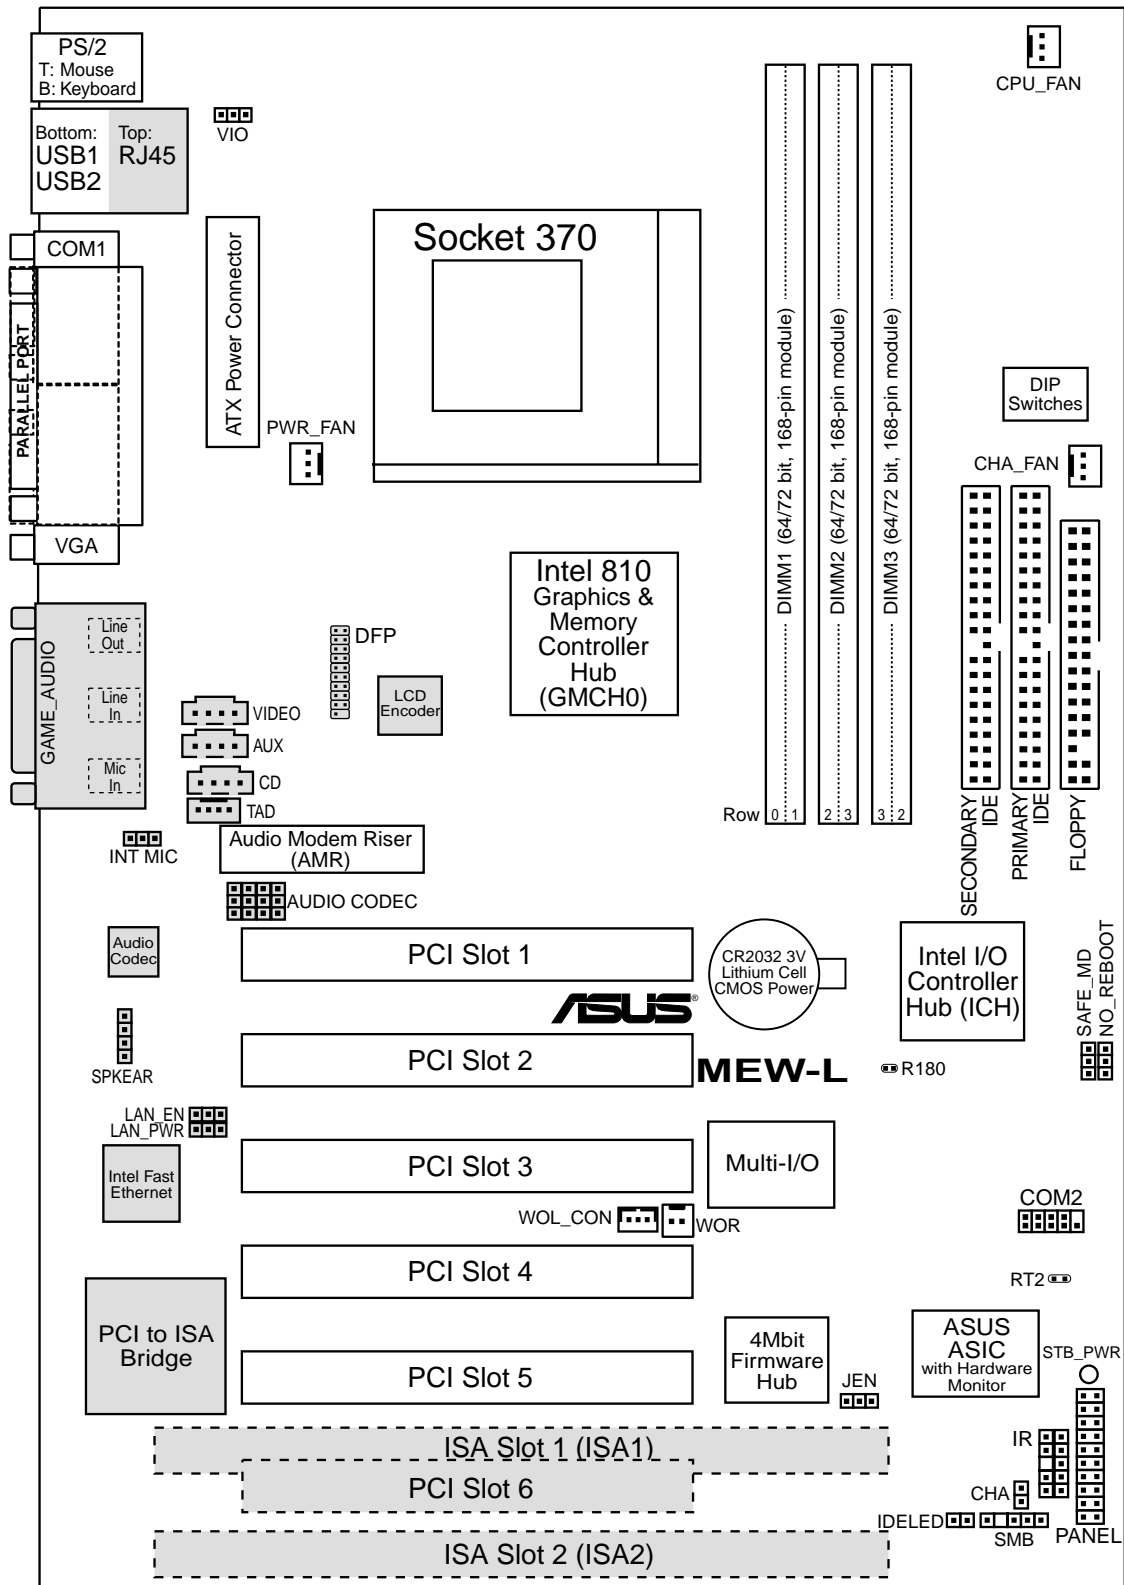 PS/2
T: Mouse
B: Keyboard
CPU_FAN
VIO
Bottom:
USB1
USB2
Top:
RJ45
COM1
PARALLEL PORT
VGA
ATX Power Connector
PWR_FAN
Socket 370
DIMM1 (64/72 bit, 168-pin module)
DIMM2 (64/72 bit, 168-pin module)
DIMM3 (64/72 bit, 168-pin module)
Row
0 1
2 3
3 2
DIP
Switches
CHA_FAN
SECONDARY
IDE
PRIMARY
IDE
FLOPPY
Intel 810
Graphics &
Memory
Controller
Hub
(GMCH0)
GAME_AUDIO
Line
Out
Line
In
Mic
In
DFP
LCD
Encoder
VIDEO
AUX
CD
TAD
INT MIC
Audio Modem Riser
(AMR)
AUDIO CODEC
Audio
Codec
PCI Slot 1
CR2032 3V
Lithium Cell
CMOS Power
Intel I/O
Controller
Hub (ICH)
SAFE_MD
NO_REBOOT
ASUS®
SPKEAR
PCI Slot 2
MEW-L
R180
LAN_EN
LAN_PWR
Intel Fast
Ethernet
PCI Slot 3
Multi-I/O
WOL_CON
WOR
COM2
PCI Slot 4
RT2
PCI to ISA
Bridge
PCI Slot 5
4Mbit
Firmware
Hub
JEN
ASUS
ASIC
with Hardware
Monitor
STB_PWR
ISA Slot 1 (ISA1)
IR
PCI Slot 6
CHA
IDELED
SMB
PANEL
ISA Slot 2 (ISA2)